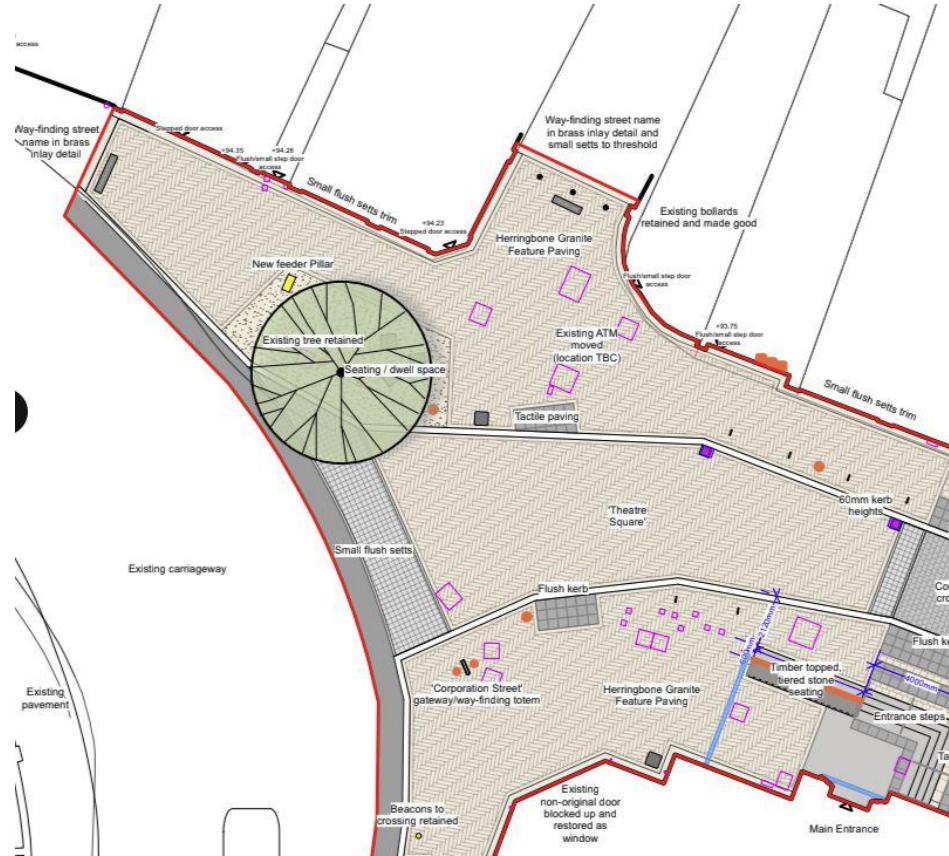 access
Way-finding street
name in brass
inlay detail
Stepped door access
+94.35
+94.26
Flush/small step door
access
Small flush setts trim
+94.23
Stepped door access
Way-finding street name
in brass inlay detail and
small setts to threshold
Existing bollards
retained and made good
Herringbone Granite
Feature Paving
New feeder Pillar
Flush/small step door
access
Existing tree retained
Seating / dwell space
Existing ATM
moved
(location TBC)
+93.75
Flush/small step door
access
Small flush setts trim
Tactile paving
60mm kerb
heights
'Theatre
Square'
Small flush setts
Existing carriageway
Flush kerb
Co
cro
Flush ke
2120mm
600mm
4000mm
Timber topped,
tiered stone
seating
Entrance steps
Existing
pavement
'Corporation Street'
gateway/way-finding totem
Herringbone Granite
Feature Paving
Ta
Beacons to
crossing retained
Existing
non-original door
blocked up and
restored as
window
Main Entrance